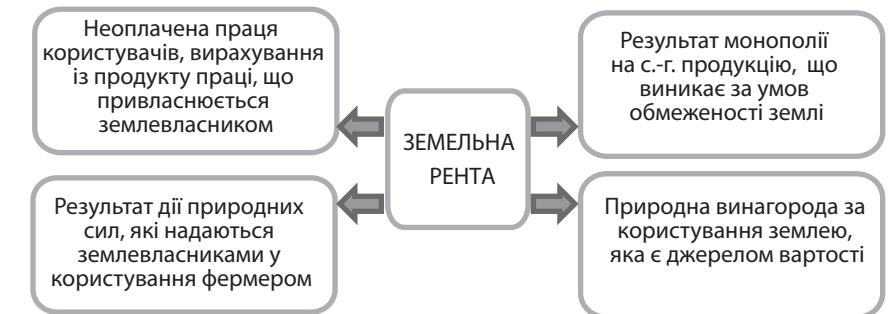 Неоплачена праця
користувачів, вирахування
із продукту праці, що
привласнюється
землевласником
Результат монополії
на с.-г. продукцію, що
виникає за умов
обмеженості землі
ЗЕМЕЛЬНА
РЕНТА
Результат дії природних
сил, які надаються
землевласниками у
користування фермером
Природна винагорода за
користування землею,
яка є джерелом вартості